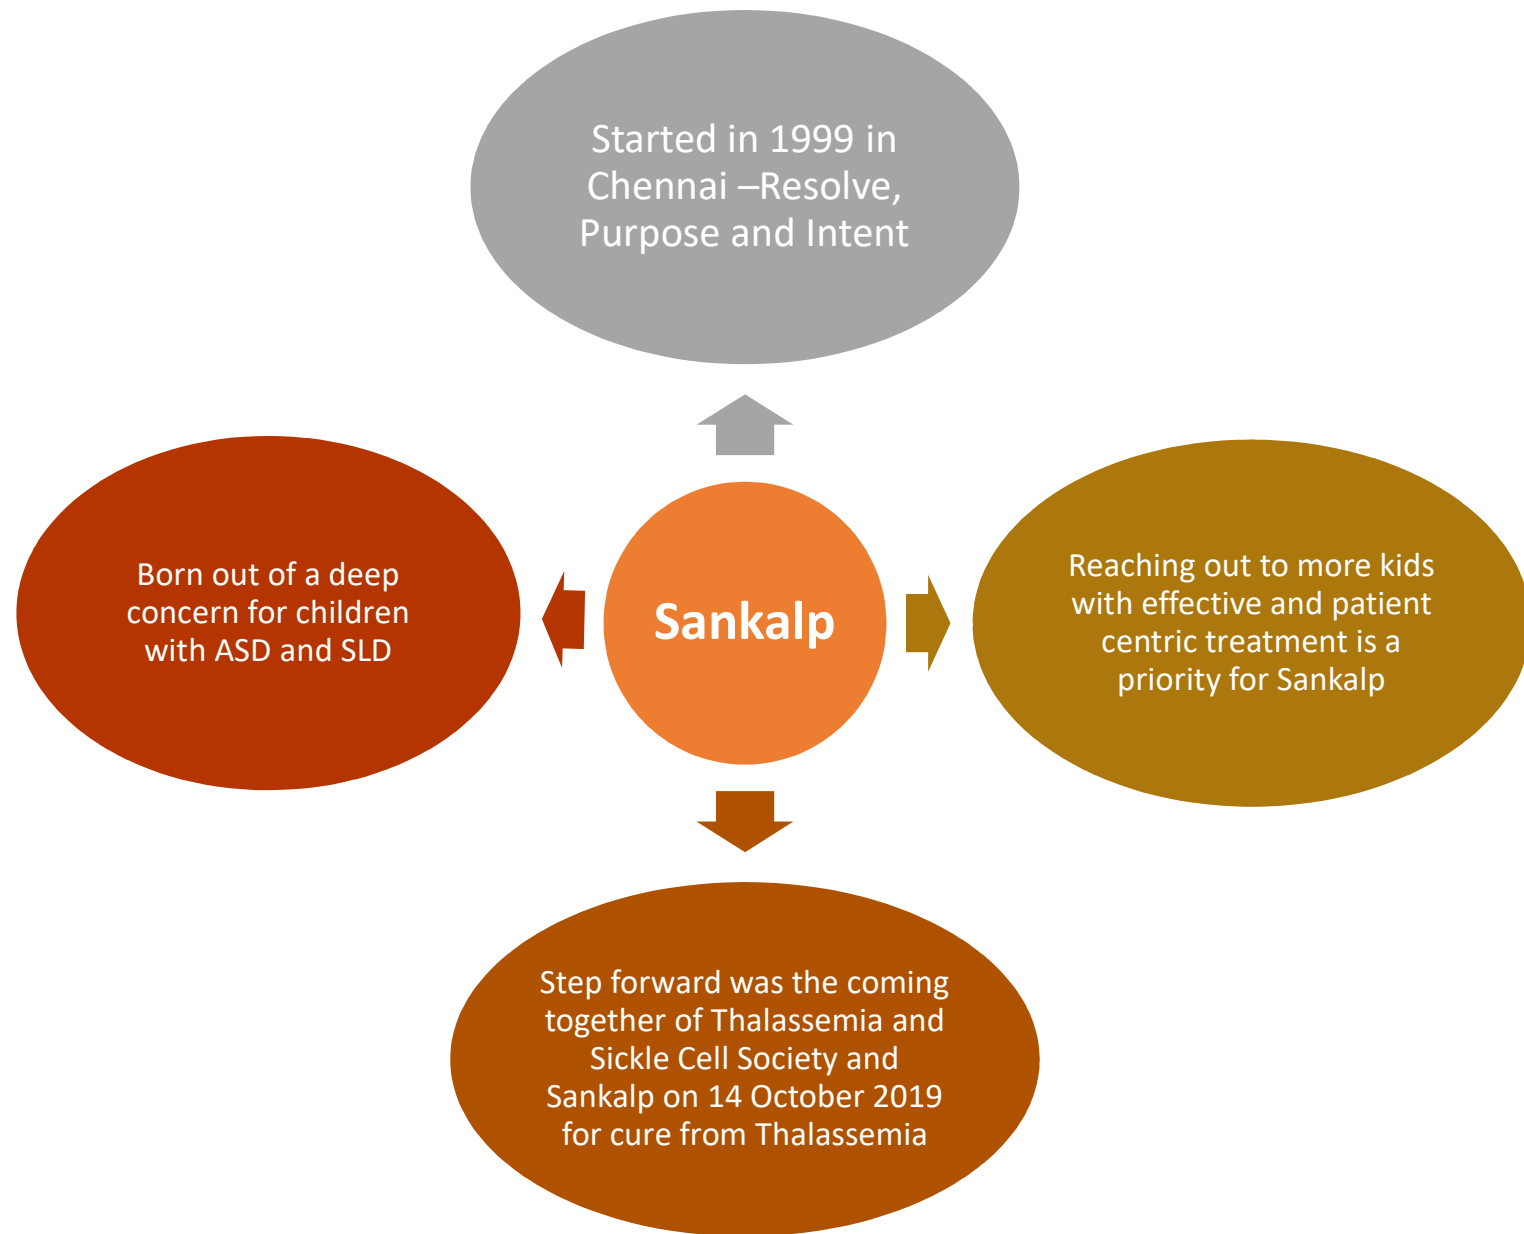 Started in 1999 in
Chennai –Resolve,
Purpose and Intent
Born out of a deep
concern for children
with ASD and SLD
Sankalp
Reaching out to more kids
with effective and patient
centric treatment is a
priority for Sankalp
Step forward was the coming
together of Thalassemia and
Sickle Cell Society and
Sankalp on 14 October 2019
for cure from Thalassemia